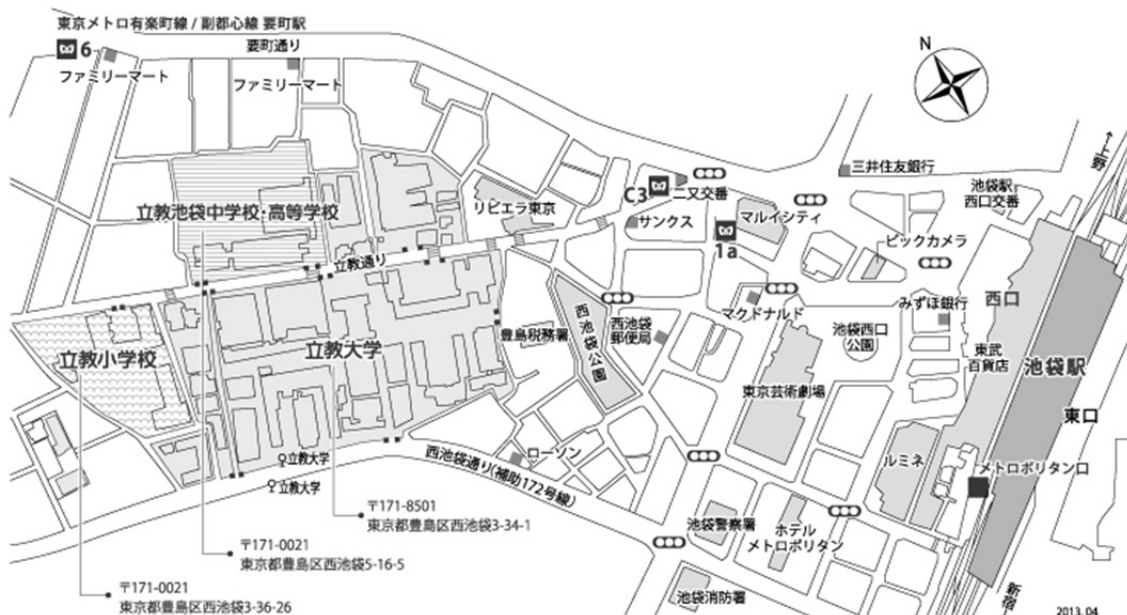 東京メトロ有楽町線 / 副都心線 要町駅
6
要町通り
ファミリーマート
ファミリーマート
N
↑上野
三井住友銀行
C3
二又交番
池袋駅
西口交番
立教池袋中学校・高等学校
リビエラ東京
サンクス
マルイシティ
1a
ビックカメラ
立教通り
西口
みずほ銀行
マクドナルド
立教小学校
立教大学
豊島税務署
西池袋公園
西池袋
郵便局
池袋西口
公園
東武
百貨店
池袋駅
東京芸術劇場
東口
ルミネ
メトロポリタン口
立教大学
立教大学
西池袋通り(補助172号線)
ローソン
〒171-8501
東京都豊島区西池袋3-34-1
池袋警察署
ホテル
メトロポリタン
〒171-0021
東京都豊島区西池袋5-16-5
〒171-0021
東京都豊島区西池袋3-36-26
池袋消防署
新宿
2013.04